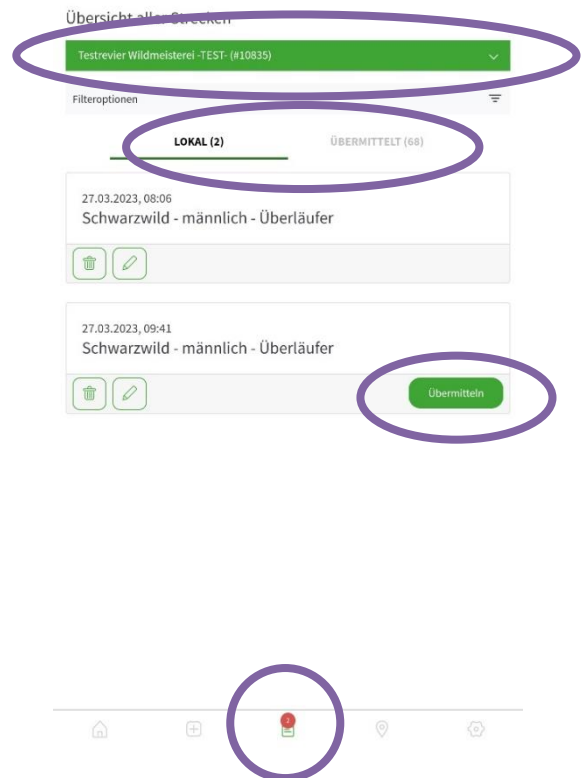 Übersicht aller Strecken
Testrevier Wildmeisterei -TEST- (#10835)
Filteroptionen
LOKAL (2) ÜBERMITTELT (68)
27.03.2023, 08:06
Schwarzwild - männlich - Überläufer
27.03.2023, 09:41
Schwarzwild - männlich - Überläufer
Übermitteln
2